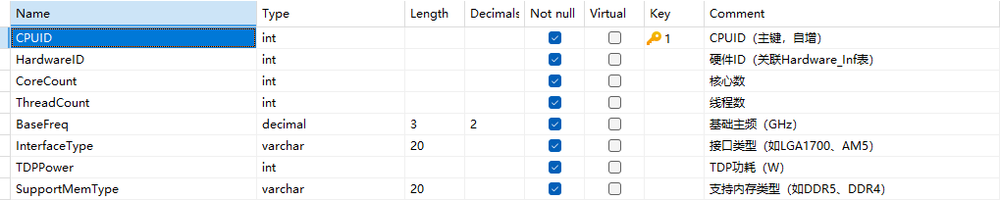 Name Type Length Decimals Not null Virtual Key Comment
CPUID int 1 CPUID（主键，自增）
HardwareID int 硬件ID（关联Hardware_Inf表）
CoreCount int 核心数
ThreadCount int 线程数
BaseFreq decimal 3 2 基础主频（GHz）
InterfaceType varchar 20 接口类型（如LGA1700、AM5）
TDPPower int TDP功耗（W）
SupportMemType varchar 20 支持内存类型（如DDR5、DDR4）